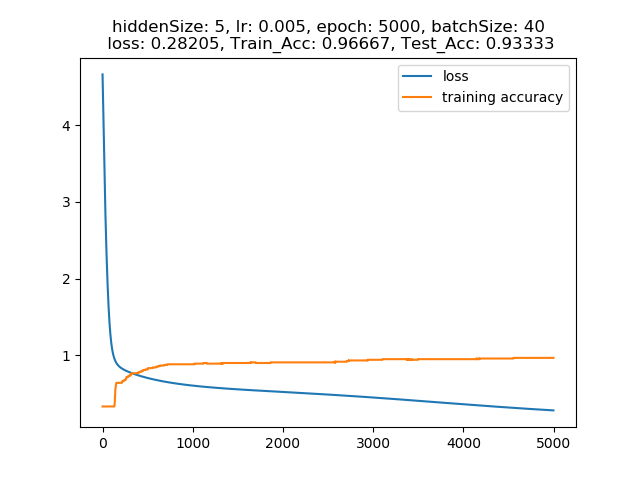 hiddenSize: 5, lr: 0.005, epoch: 5000, batchSize: 40
loss: 0.28205, Train_Acc: 0.96667, Test_Acc: 0.93333
loss
training accuracy
4
3
2
1
0 1000 2000 3000 4000 5000